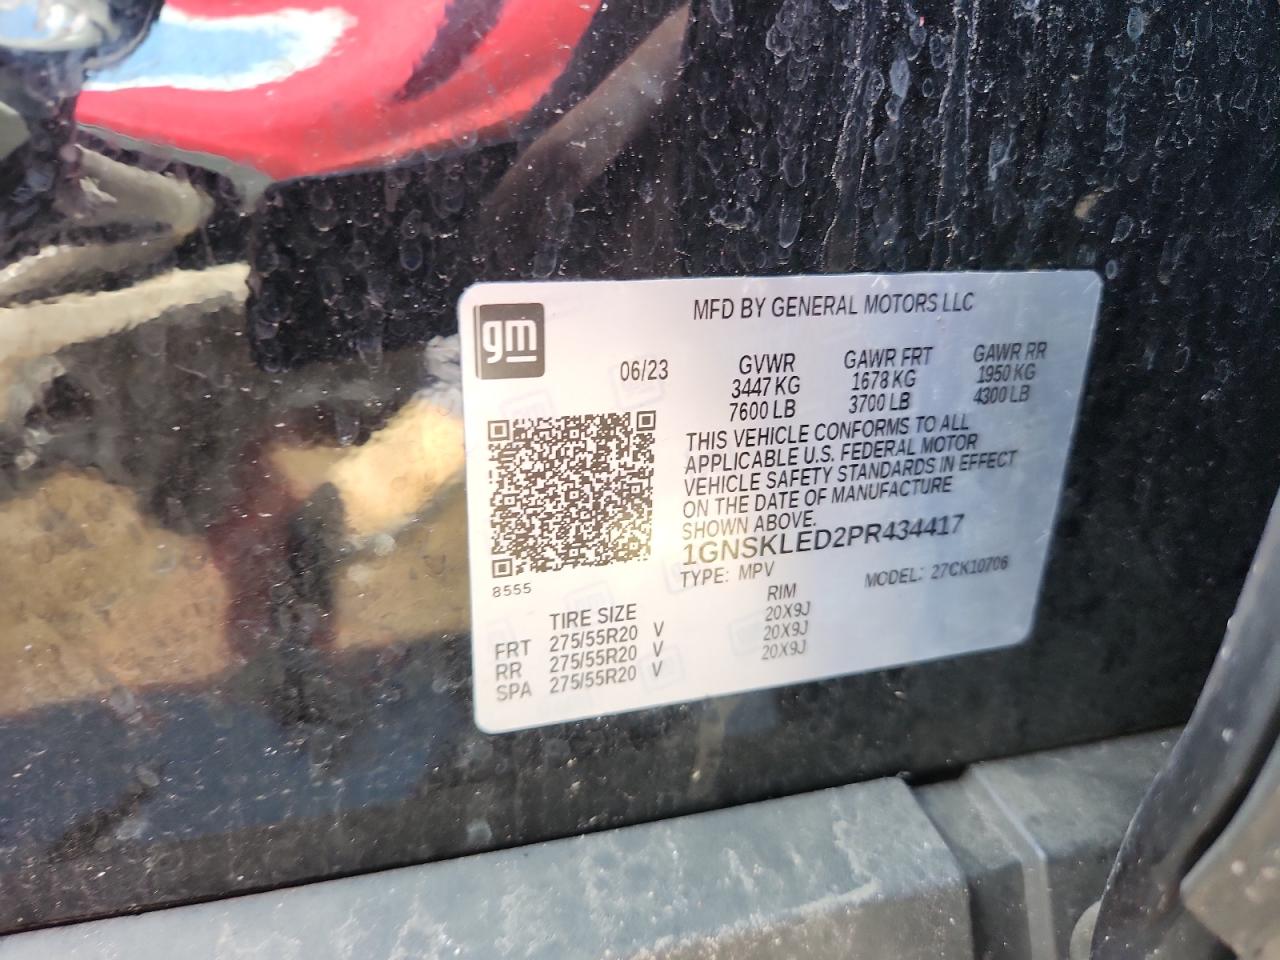 gm
MFD BY GENERAL MOTORS LLC
06/23 GVWR GAWR FRT GAWR RR
3447 KG 1678 KG 1950 KG
7600 LB 3700 LB 4300 LB
THIS VEHICLE CONFORMS TO ALL
APPLICABLE U.S. FEDERAL MOTOR
VEHICLE SAFETY STANDARDS IN EFFECT
ON THE DATE OF MANUFACTURE
SHOWN ABOVE.
1GNSKLED2PR434417
TYPE: MPV MODEL: 27CK10706
8555
TIRE SIZE RIM
FRT 275/55R20 V 20X9J
RR 275/55R20 V 20X9J
SPA 275/55R20 V 20X9J